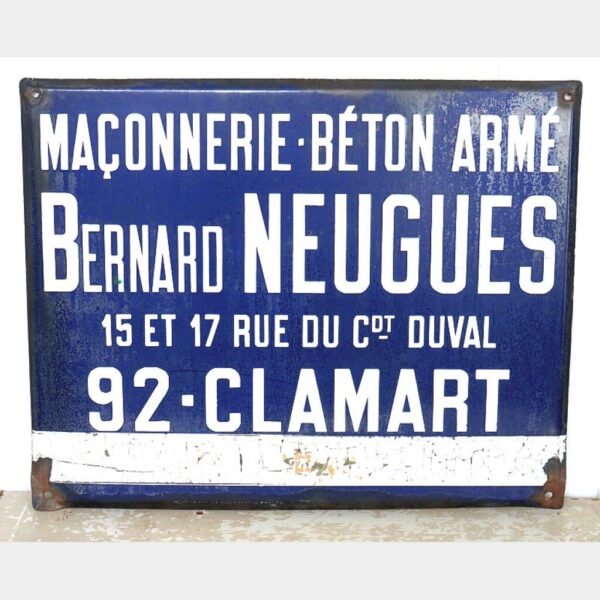 MAÇONNERIE·BÉTON ARMÉ
BERNARD NEUGUES
15 ET 17 RUE DU CDT DUVAL
92·CLAMART